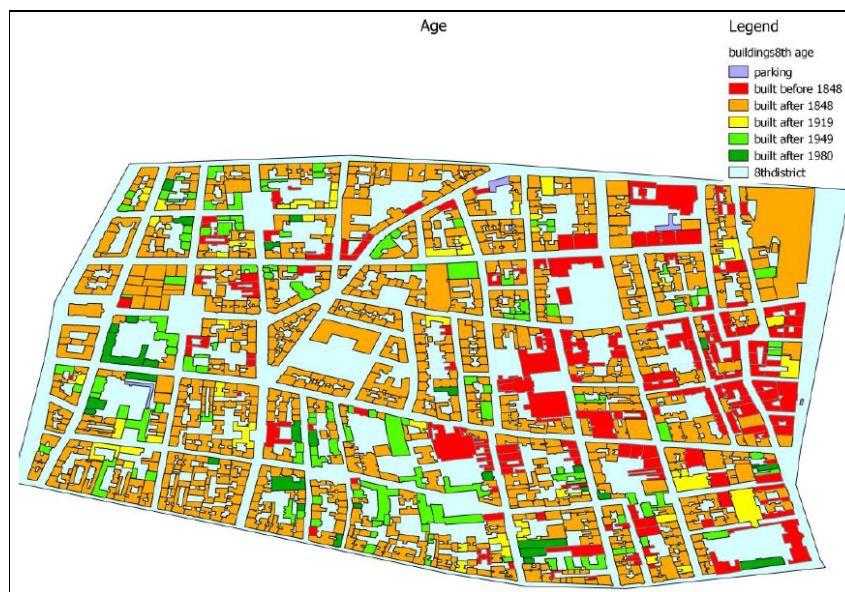 Age
Legend
buildings8th age
parking
built before 1848
built after 1848
built after 1919
built after 1949
built after 1980
8thdistrict